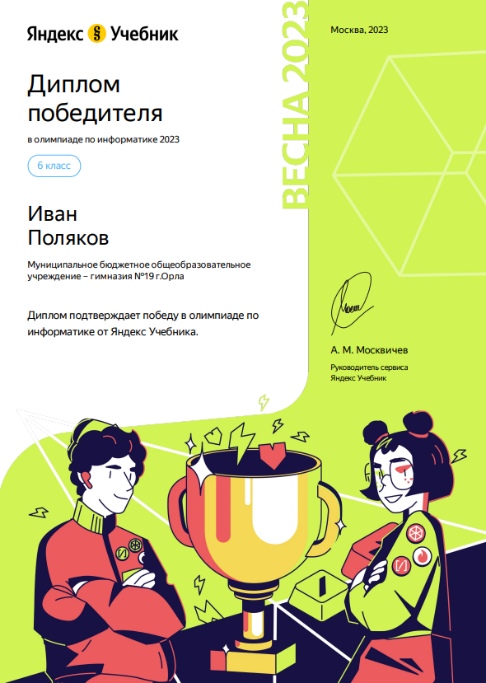 Яндекс Учебник
Диплом
победителя
в олимпиаде по информатике 2023
6 класс
Иван
Поляков
Муниципальное бюджетное общеобразовательное
учреждение – гимназия №19 г.Орла
Диплом подтверждает победу в олимпиаде по
информатике от Яндекс Учебника.
ВЕСНА 2023
Москва, 2023
А. М. Москвичев
Руководитель сервиса
Яндекс Учебник